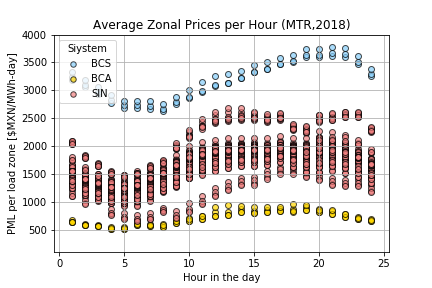 Average Zonal Prices per Hour (MTR,2018)
PML per load zone [$MXN/MWh-day]
4000
3500
3000
2500
2000
1500
1000
500
Siystem
BCS
BCA
SIN
0 5 10 15 20 25
Hour in the day